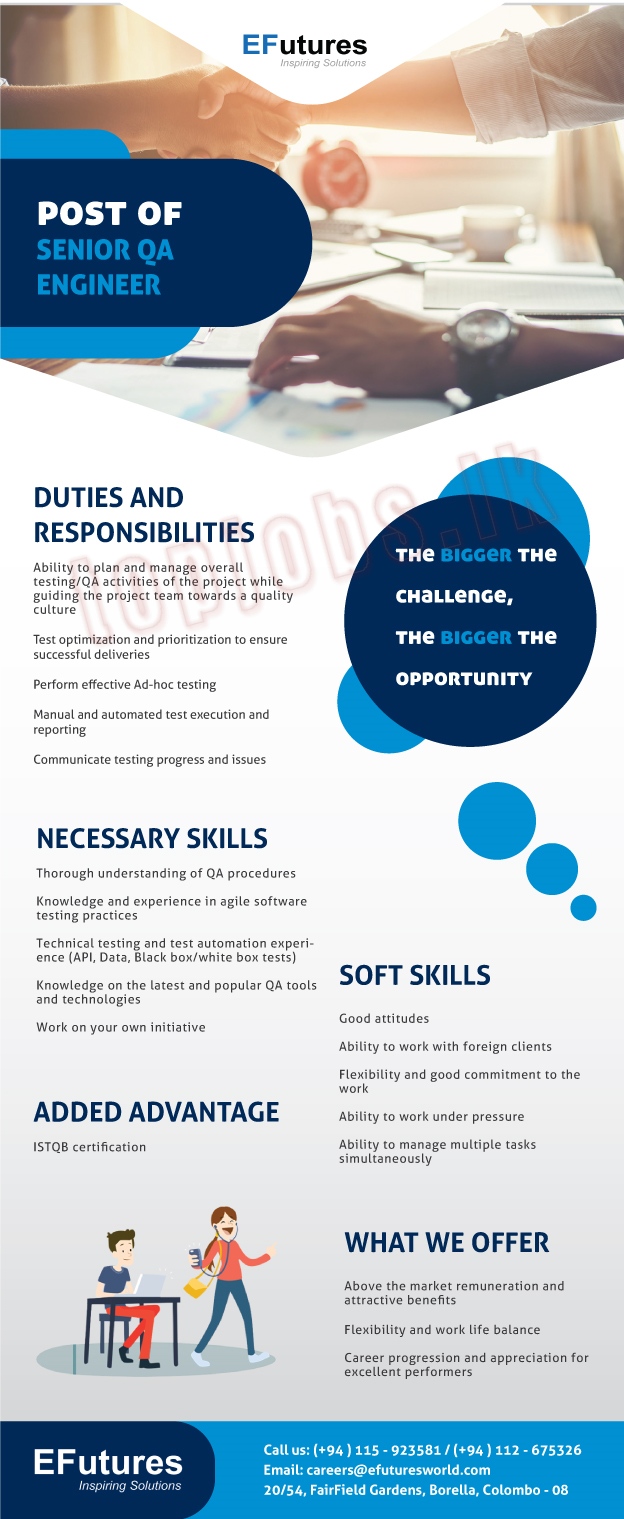 EFutures
Inspiring Solutions
POST OF
SENIOR QA
ENGINEER
topjobs.lk
DUTIES AND
RESPONSIBILITIES
Ability to plan and manage overall
testing/QA activities of the project while
guiding the project team towards a quality
culture
Test optimization and prioritization to ensure
successful deliveries
Perform effective Ad-hoc testing
Manual and automated test execution and
reporting
Communicate testing progress and issues
THE BIGGER THE
CHALLENGE,
THE BIGGER THE
OPPORTUNITY
NECESSARY SKILLS
Thorough understanding of QA procedures
Knowledge and experience in agile software
testing practices
Technical testing and test automation experi-
ence (API, Data, Black box/white box tests)
Knowledge on the latest and popular QA tools
and technologies
Work on your own initiative
ADDED ADVANTAGE
ISTQB certification
SOFT SKILLS
Good attitudes
Ability to work with foreign clients
Flexibility and good commitment to the
work
Ability to work under pressure
Ability to manage multiple tasks
simultaneously
WHAT WE OFFER
Above the market remuneration and
attractive benefits
Flexibility and work life balance
Career progression and appreciation for
excellent performers
EFutures
Inspiring Solutions
Call us: (+94 ) 115 - 923581 / (+94 ) 112 - 675326
Email: careers@efuturesworld.com
20/54, FairField Gardens, Borella, Colombo - 08